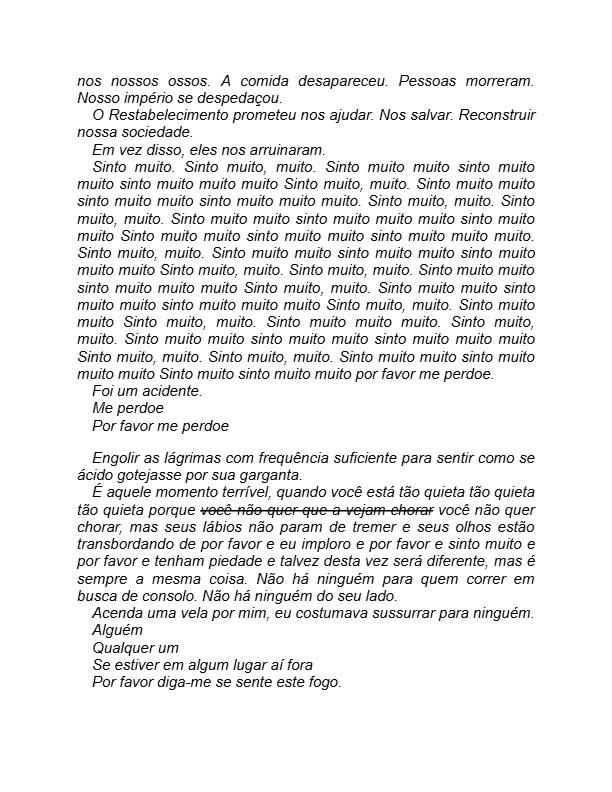 nos nossos ossos. A comida desapareceu. Pessoas morreram.
Nosso império se despedaçou.
O Restabelecimento prometeu nos ajudar. Nos salvar. Reconstruir
nossa sociedade.
Em vez disso, eles nos arruinaram.
Sinto muito. Sinto muito, muito. Sinto muito muito sinto muito
muito sinto muito muito muito Sinto muito, muito. Sinto muito muito
sinto muito muito sinto muito muito muito. Sinto muito, muito. Sinto
muito, muito. Sinto muito muito sinto muito muito muito sinto muito
muito Sinto muito muito sinto muito muito sinto muito muito muito.
Sinto muito, muito. Sinto muito muito sinto muito muito sinto muito
muito muito Sinto muito, muito. Sinto muito, muito. Sinto muito muito
sinto muito muito muito Sinto muito, muito. Sinto muito muito sinto
muito muito sinto muito muito muito Sinto muito, muito. Sinto muito
muito Sinto muito, muito. Sinto muito muito muito. Sinto muito,
muito. Sinto muito muito sinto muito muito sinto muito muito muito
Sinto muito, muito. Sinto muito, muito. Sinto muito muito sinto muito
muito muito Sinto muito sinto muito muito por favor me perdoe.
Foi um acidente.
Me perdoe
Por favor me perdoe
Engolir as lágrimas com frequência suficiente para sentir como se
ácido gotejasse por sua garganta.
É aquele momento terrível, quando você está tão quieta tão quieta
tão quieta porque você não quer que a vejam chorar você não quer
chorar, mas seus lábios não param de tremer e seus olhos estão
transbordando de por favor e eu imploro e por favor e sinto muito e
por favor e tenham piedade e talvez desta vez será diferente, mas é
sempre a mesma coisa. Não há ninguém para quem correr em
busca de consolo. Não há ninguém do seu lado.
Acenda uma vela por mim, eu costumava sussurrar para ninguém.
Alguém
Qualquer um
Se estiver em algum lugar aí fora
Por favor diga-me se sente este fogo.